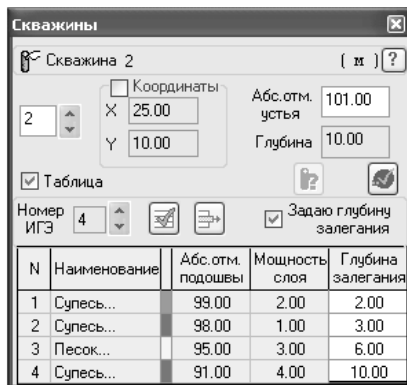 Скважины
Скважина 2 ( м ) ?
Координаты
2 X 25.00 Абс.отм. устья 101.00
Y 10.00 Глубина 10.00
Таблица
Номер ИГЭ 4 Задаю глубину залегания
N Наименование Абс.отм. подошвы Мощность слоя Глубина залегания
1 Супесь... 99.00 2.00 2.00
2 Супесь... 98.00 1.00 3.00
3 Песок... 95.00 3.00 6.00
4 Супесь... 91.00 4.00 10.00